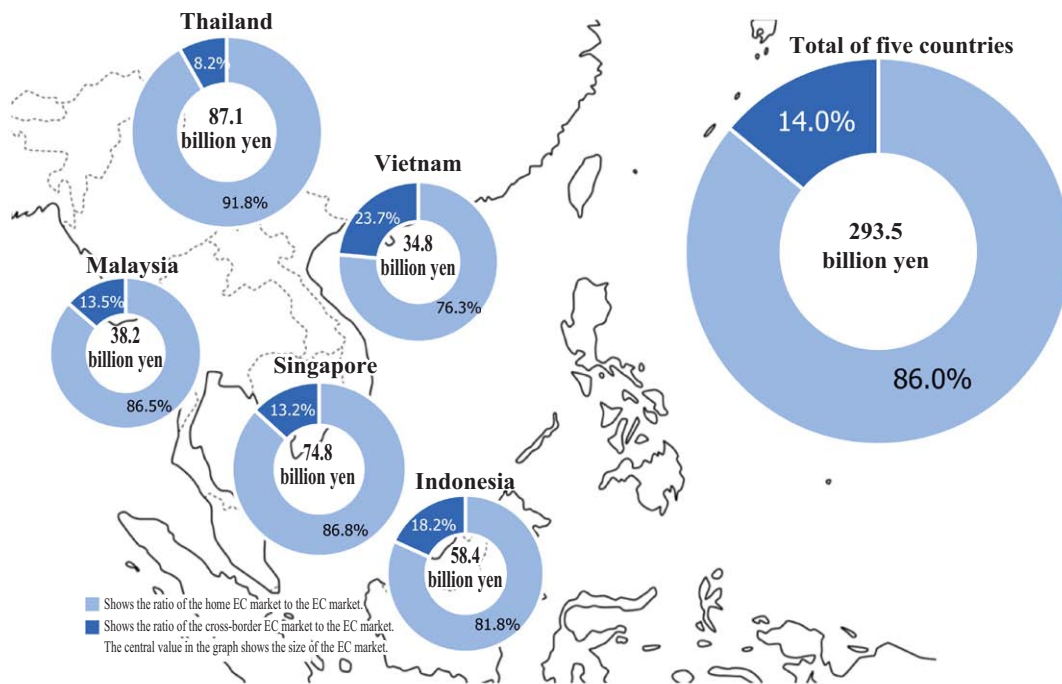 Thailand
8.2%
87.1
billion yen
91.8%
Total of five countries
14.0%
293.5
billion yen
86.0%
Vietnam
23.7%
34.8
billion yen
76.3%
Malaysia
13.5%
38.2
billion yen
86.5%
Singapore
13.2%
74.8
billion yen
86.8%
Indonesia
18.2%
58.4
billion yen
81.8%
Shows the ratio of the home EC market to the EC market.
Shows the ratio of the cross-border EC market to the EC market.
The central value in the graph shows the size of the EC market.